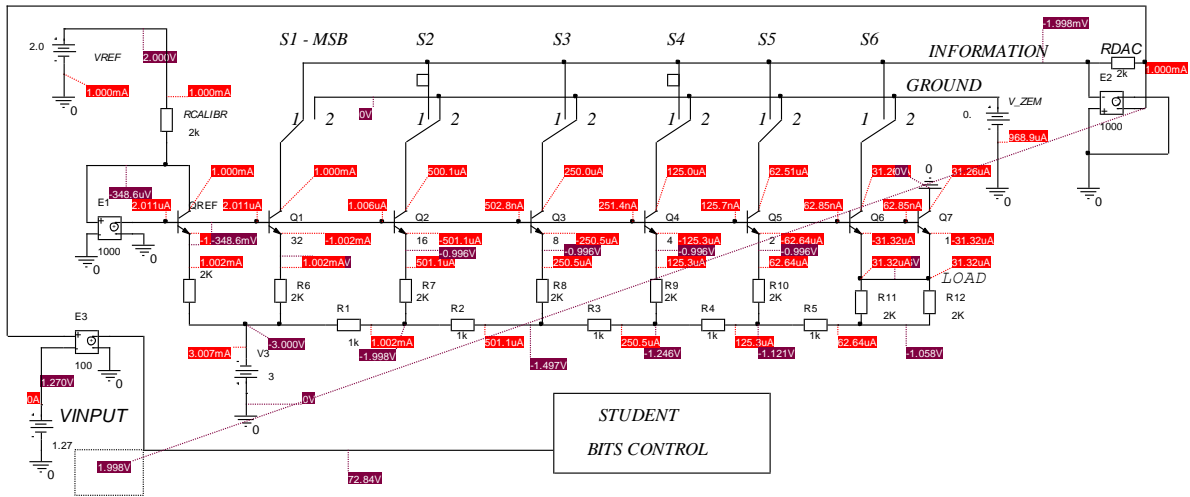 S1 - MSB S2 S3 S4 S5 S6
-1.998mV
2.0 VREF 2.000V INFORMATION RDAC
E2 2k 1.000mA
1.000mA 1.000mA
GROUND V_ZEM
0 RCALIBR 2k
0V 0.
1 2 1 2 1 2 1 2 1 2 1 2
1000
968.9uA
-348.6uV 1.000mA 1.000mA 500.1uA 250.0uA 125.0uA 62.51uA 31.26uA 0 31.26uA 0 0
E1 2.011uA QREF 2.011uA Q1 1.006uA Q2 502.8nA Q3 251.4nA Q4 125.7nA Q5 62.85nA Q6 62.85nA Q7
-348.6mV
1000 0 0
32 -1.002mA 16 -501.1uA 8 -250.5uA 4 -125.3uA 2 -62.64uA -31.32uA 1 -31.32uA
-0.996V -0.996V -0.996V -0.996V
1.002mA 1.002mA 501.1uA 250.5uA 125.3uA 62.64uA 31.32uA 31.32uA
LOAD
2K R6 2K R7 2K R8 2K R9 2K R10 2K R11 2K R12 2K
E3 R1 R2 R3 R4 R5
1k 1k 1k 1k 1k
-3.000V 1.002mA 501.1uA 250.5uA 125.3uA 62.64uA
3.007mA V3 -1.998V -1.497V -1.246V -1.121V -1.058V
100 0
3
1.270V
0A
0V
VINPUT
1.27
0
0
STUDENT
BITS CONTROL
1.998V
72.84V